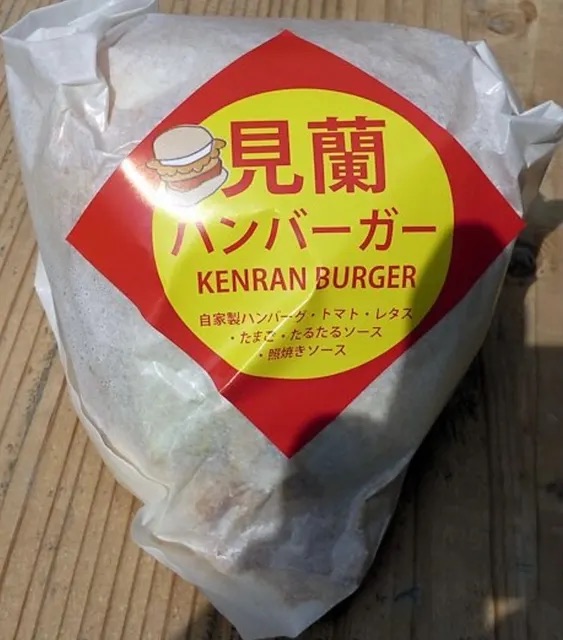 見蘭
ハンバーガー
KENRAN BURGER
自家製ハンバーグ・トマト・レタス
・たまご・たるたるソース
・照焼きソース